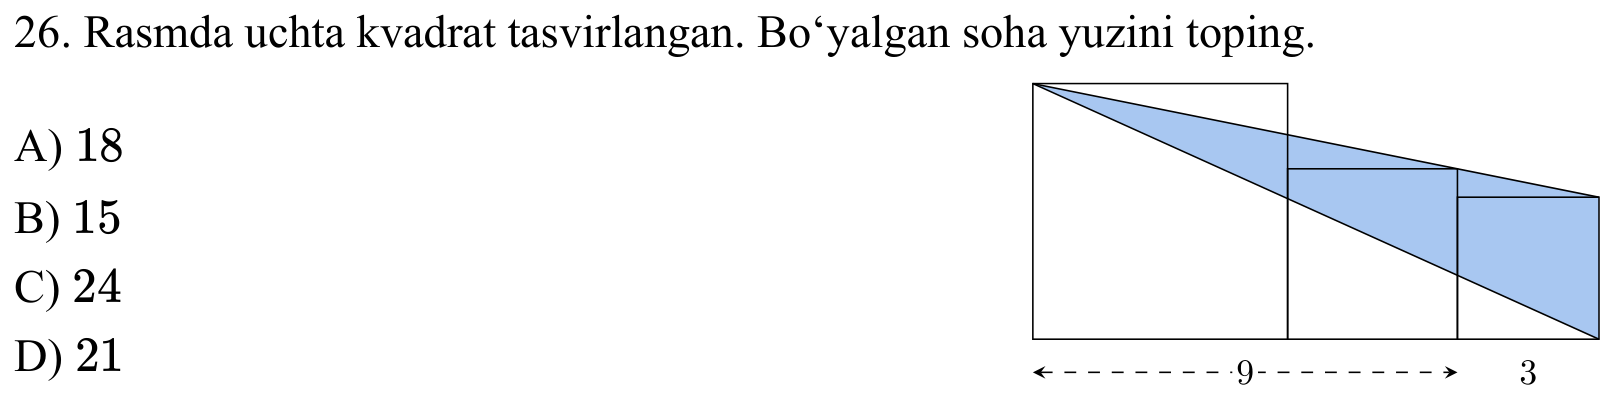 26. Rasmda uchta kvadrat tasvirlangan. Bo‘yalgan soha yuzini toping.
A) 18
B) 15
C) 24
D) 21
9
3